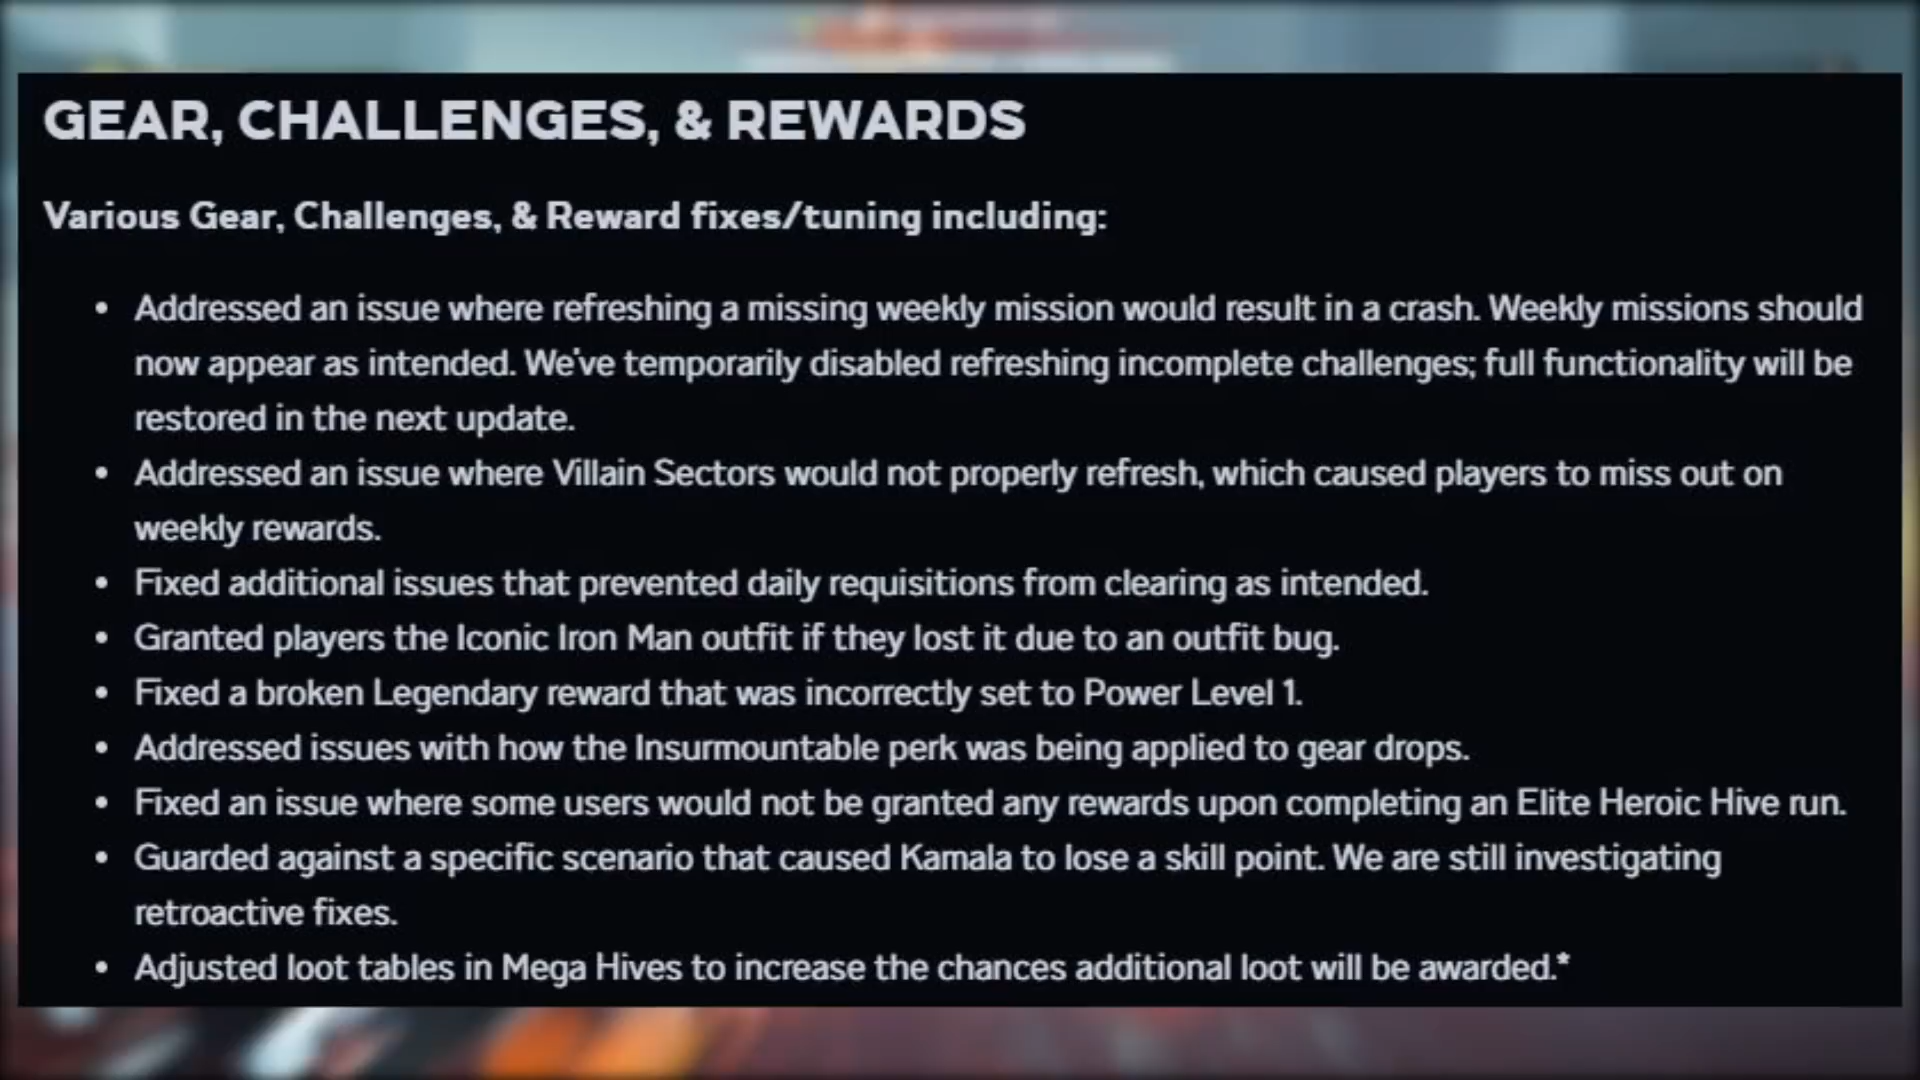 GEAR, CHALLENGES, & REWARDS
Various Gear, Challenges, & Reward fixes/tuning including:
• Addressed an issue where refreshing a missing weekly mission would result in a crash. Weekly missions should
now appear as intended. We've temporarily disabled refreshing incomplete challenges; full functionality will be
restored in the next update.
• Addressed an issue where Villain Sectors would not properly refresh, which caused players to miss out on
weekly rewards.
• Fixed additional issues that prevented daily requisitions from clearing as intended.
• Granted players the Iconic Iron Man outfit if they lost it due to an outfit bug.
• Fixed a broken Legendary reward that was incorrectly set to Power Level 1.
• Addressed issues with how the Insurmountable perk was being applied to gear drops.
• Fixed an issue where some users would not be granted any rewards upon completing an Elite Heroic Hive run.
• Guarded against a specific scenario that caused Kamala to lose a skill point. We are still investigating
retroactive fixes.
• Adjusted loot tables in Mega Hives to increase the chances additional loot will be awarded.*